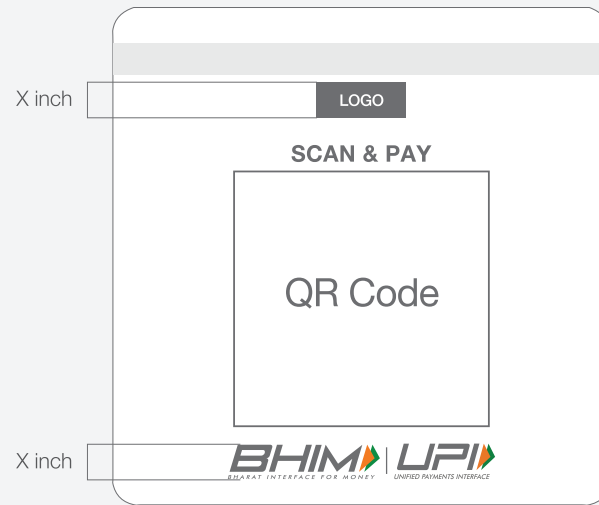 X inch
LOGO
SCAN & PAY
QR Code
X inch
BHIM | UPI
BHARAT INTERFACE FOR MONEY UNIFIED PAYMENTS INTERFACE